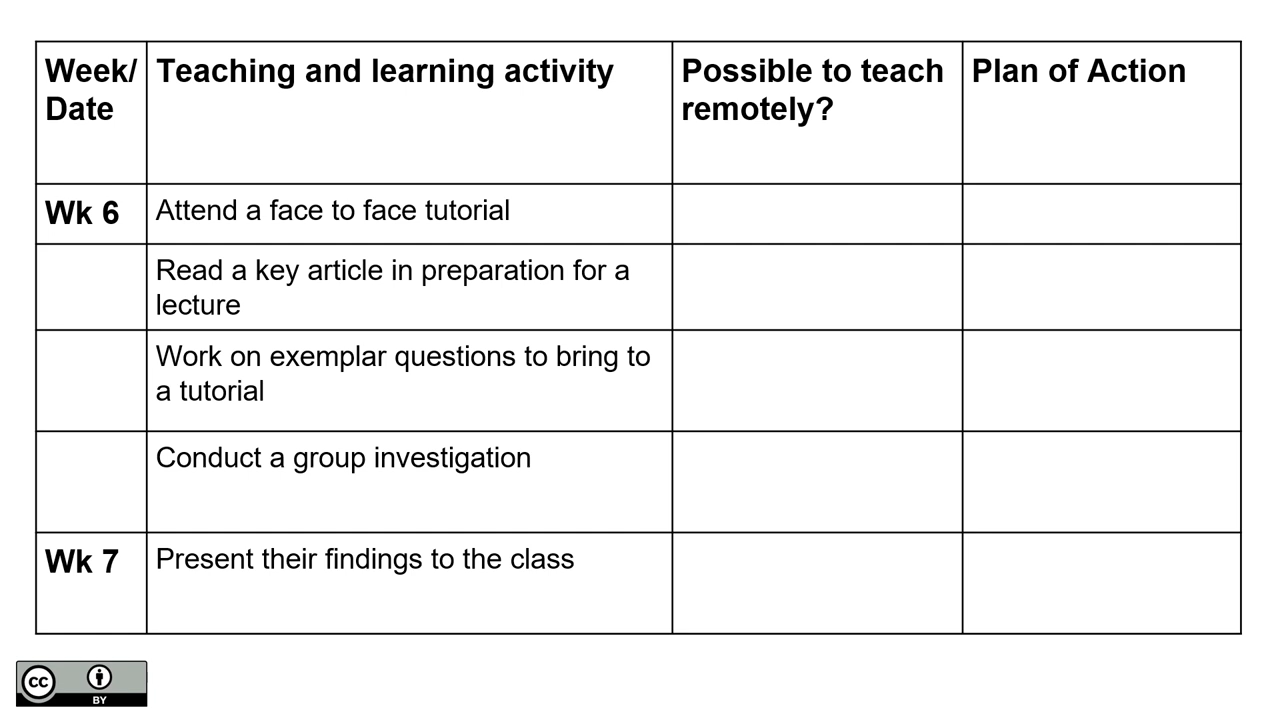 Week/ Teaching and learning activity Possible to teach Plan of Action
Date remotely?
Wk 6 Attend a face to face tutorial
Read a key article in preparation for a
lecture
Work on exemplar questions to bring to
a tutorial
Conduct a group investigation
Wk 7 Present their findings to the class
cc
BY